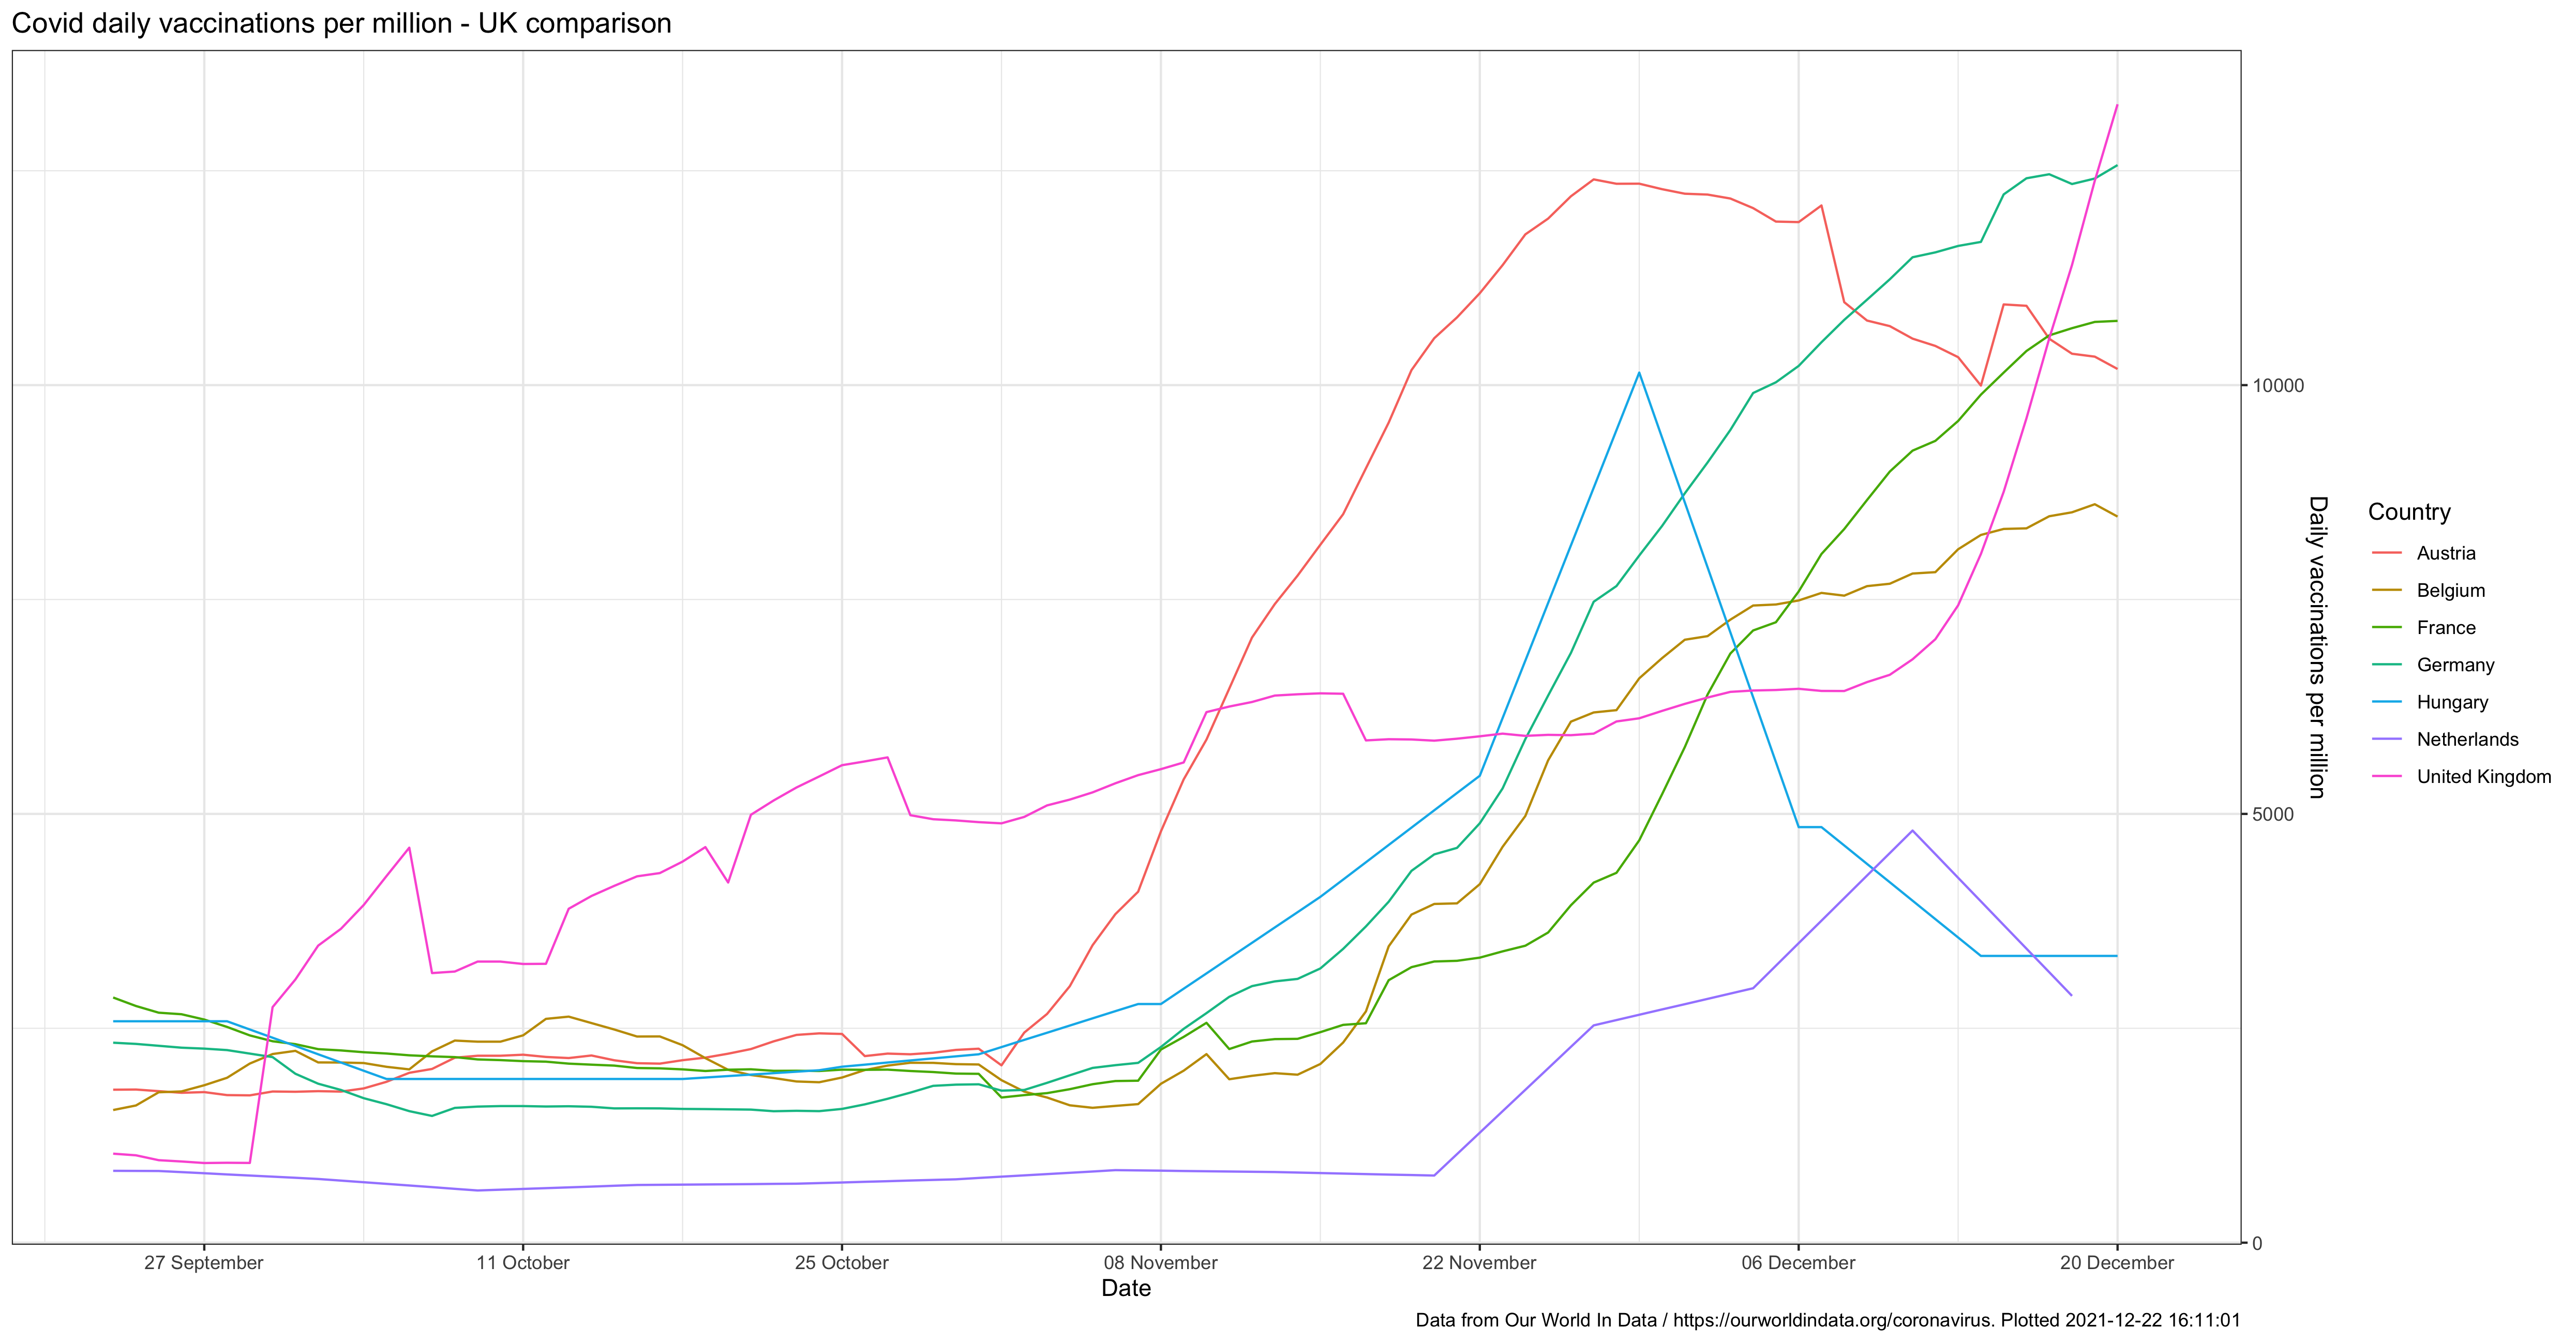 Covid daily vaccinations per million - UK comparison
10000
5000
0
Daily vaccinations per million
Country
Austria
Belgium
France
Germany
Hungary
Netherlands
United Kingdom
27 September
11 October
25 October
08 November
22 November
06 December
20 December
Date
Data from Our World In Data / https://ourworldindata.org/coronavirus. Plotted 2021-12-22 16:11:01